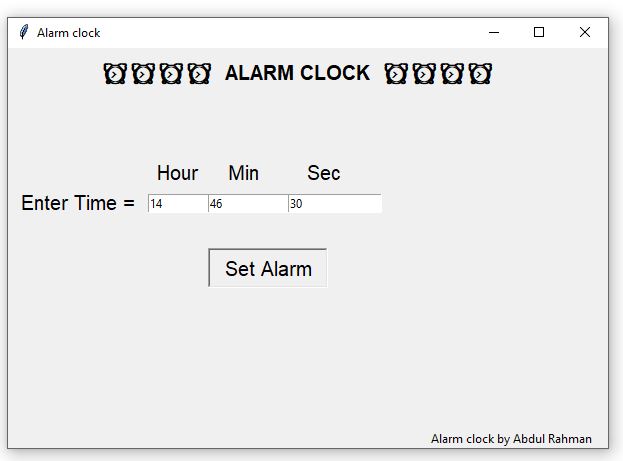 Alarm clock
⏰⏰⏰⏰ ALARM CLOCK ⏰⏰⏰⏰
Hour Min Sec
Enter Time = 14 46 30
Set Alarm
Alarm clock by Abdul Rahman